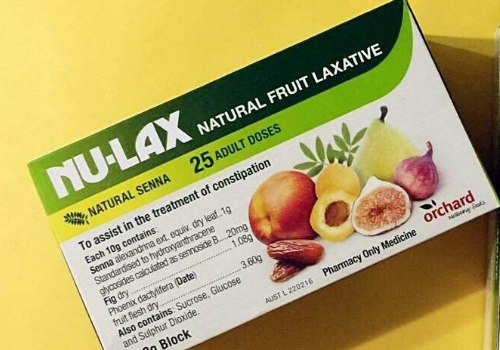 NU-LAX NATURAL FRUIT LAXATIVE
NATURAL SENNA 25 ADULT DOSES
To assist in the treatment of constipation
Each 10g contains:
Senna alexandrina ext. equiv. dry leaf..1g
Standardised to hydroxyanthracene
glycosides calculated as sennoside B... 20mg
Fig dry 1.08g
Phoenix dactylifera (Date)
fruit flesh dry 3.60g
Also contains: Sucrose, Glucose
and Sulphur Dioxide.
Block
AUST L 220216
Pharmacy Only Medicine
orchard